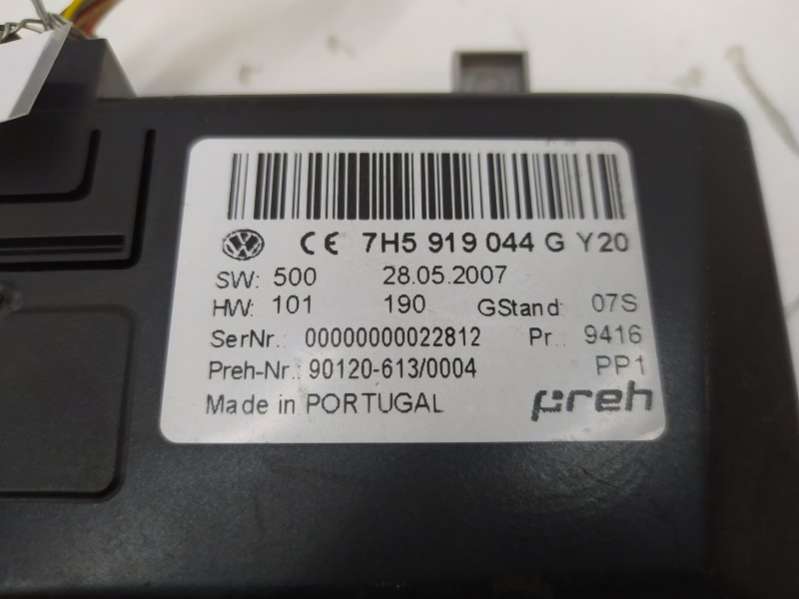 CE 7H5 919 044 G Y20
SW: 500 28.05.2007
HW: 101 190 GStand: 07S
SerNr.: 00000000022812 Pr.: 9416
Preh-Nr.: 90120-613/0004 PP1
Made in PORTUGAL preh